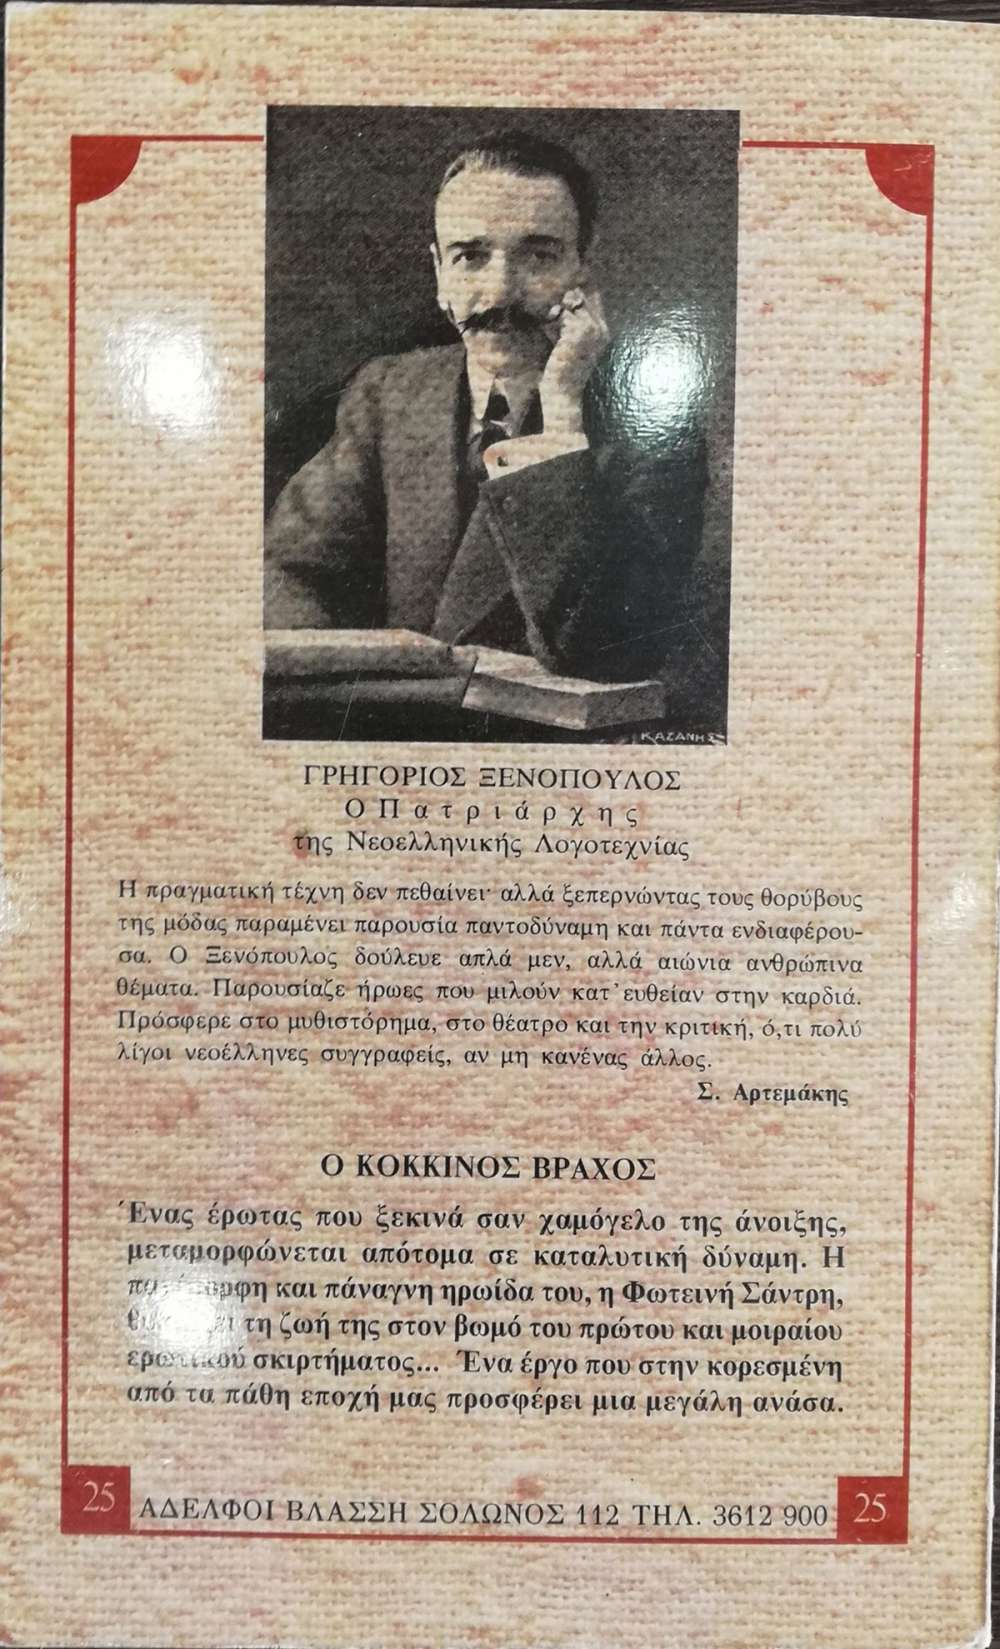 ΚΑΖΑΝΗΣ
ΓΡΗΓΟΡΙΟΣ ΞΕΝΟΠΟΥΛΟΣ
Ο Πατριάρχης
της Νεοελληνικής Λογοτεχνίας
Η πραγματική τέχνη δεν πεθαίνει· αλλά ξεπερνώντας τους θορύβους
της μόδας παραμένει παρουσία παντοδύναμη και πάντα ενδιαφέρου-
σα. Ο Ξενόπουλος δούλευε απλά μεν, αλλά αιώνια ανθρώπινα
θέματα. Παρουσίαζε ήρωες που μιλούν κατ' ευθείαν στην καρδιά.
Πρόσφερε στο μυθιστόρημα, στο θέατρο και την κριτική, ό,τι πολύ
λίγοι νεοέλληνες συγγραφείς, αν μη κανένας άλλος.
Σ. Αρτεμάκης
Ο ΚΟΚΚΙΝΟΣ ΒΡΑΧΟΣ
Ένας έρωτας που ξεκινά σαν χαμόγελο της άνοιξης,
μεταμορφώνεται απότομα σε καταλυτική δύναμη. Η
και πάναγνη ηρωίδα του, η Φωτεινή Σάντρη,
τη ζωή της στον βωμό του πρώτου και μοιραίου
ερωτικού σκιρτήματος... Ένα έργο που στην κορεσμένη
από τα πάθη εποχή μας προσφέρει μια μεγάλη ανάσα.
25 ΑΔΕΛΦΟΙ ΒΛΑΣΣΗ ΣΟΛΩΝΟΣ 112 ΤΗΛ. 3612 900 25